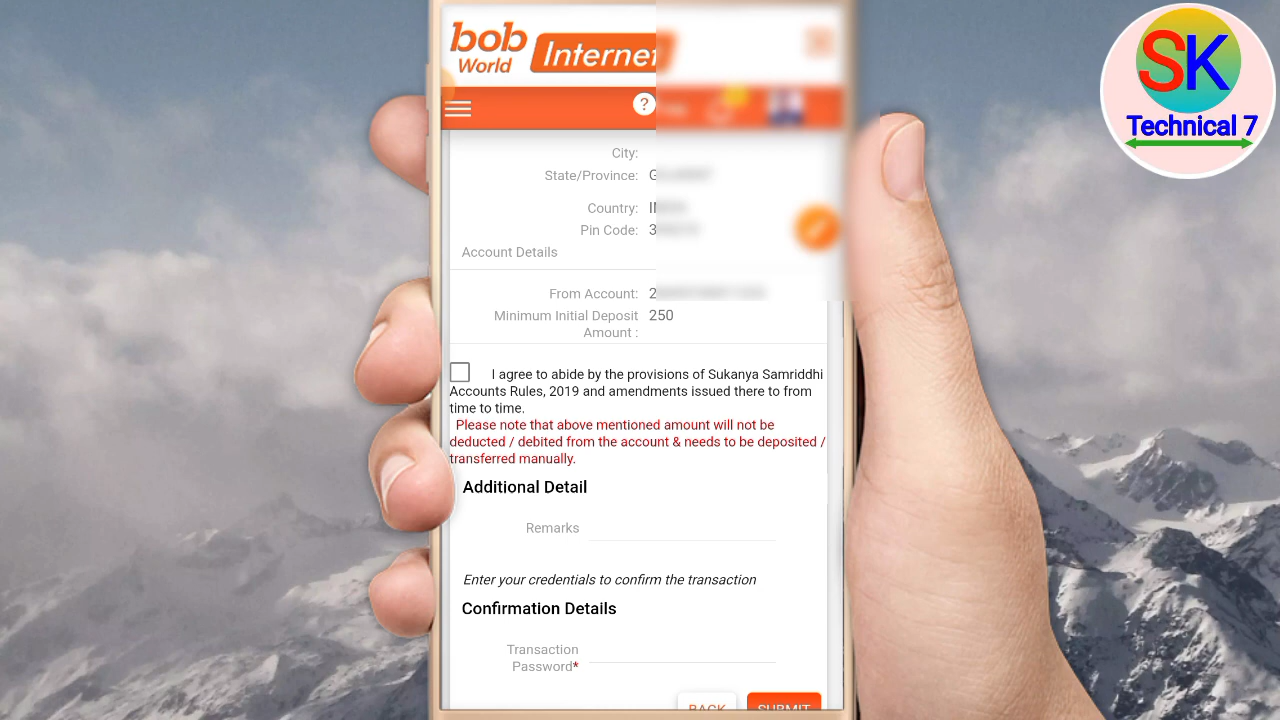 bob
World
Internet
SK
Technical 7
?
City:
State/Province: G
Country:
Pin Code: 3
Account Details
From Account: 2
Minimum Initial Deposit 250
Amount :
I agree to abide by the provisions of Sukanya Samriddhi
Accounts Rules, 2019 and amendments issued there to from
time to time.
Please note that above mentioned amount will not be
deducted / debited from the account & needs to be deposited /
transferred manually.
Additional Detail
Remarks
Enter your credentials to confirm the transaction
Confirmation Details
Transaction
Password*
BACK
SUBMIT